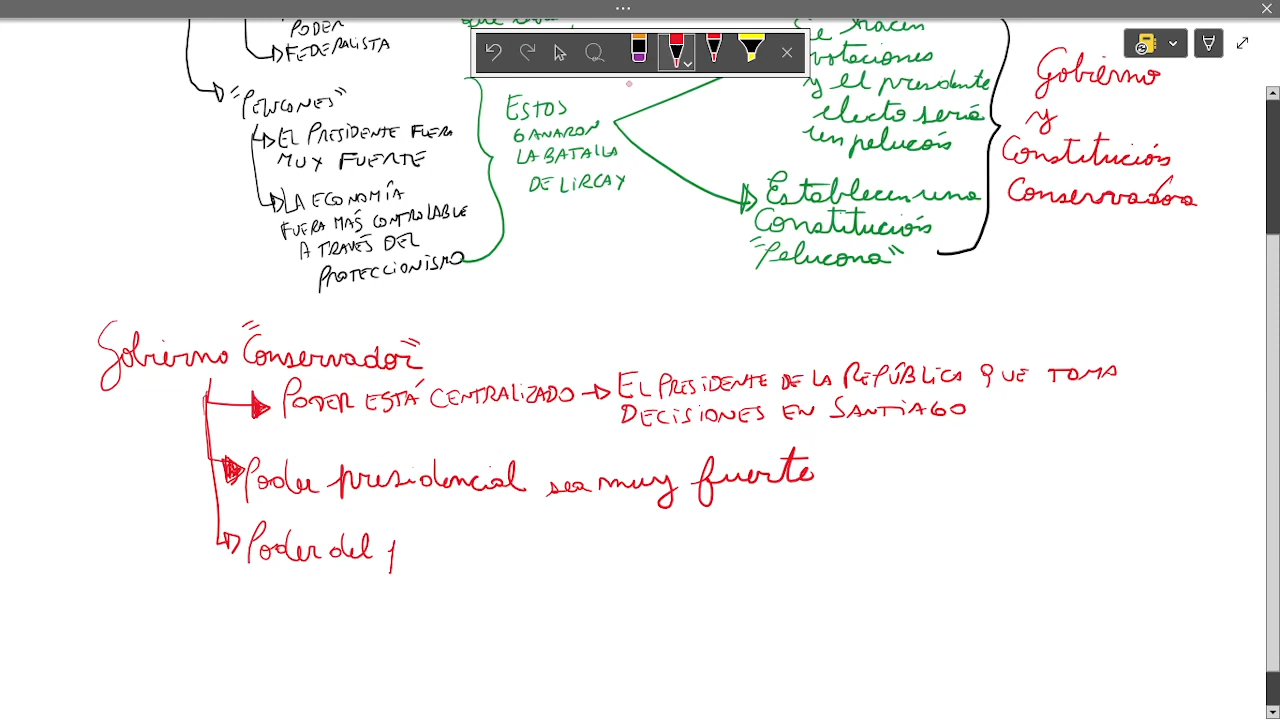 PODER
FEDERALISTA
"PELUCONES"
EL PRESIDENTE FUERA
MUY FUERTE
LA ECONOMÍA
FUERA MÁS CONTROLABLE
A TRAVÉS DEL
PROTECCIONISMO
ESTOS
GANARON
LA BATALLA
DE LIRCAY
Se hacen
votaciones
y el presidente
electo sería
un pelucón
Establecen una
Constitución
"Pelucona"
Gobierno
y
Constitución
Conservadora
Gobierno "Conservador"
PODER ESTÁ CENTRALIZADO → EL PRESIDENTE DE LA REPÚBLICA QUE TOMA
DECISIONES EN SANTIAGO
Poder presidencial sea muy fuerte
Poder del